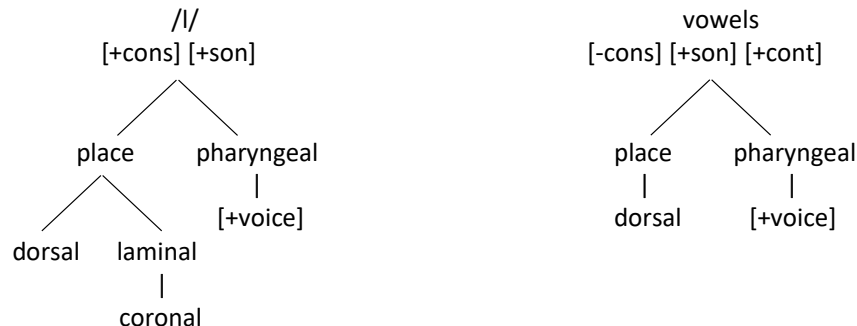 /l/
[+cons] [+son]
place
pharyngeal
[+voice]
dorsal
laminal
coronal
vowels
[-cons] [+son] [+cont]
place
pharyngeal
dorsal
[+voice]